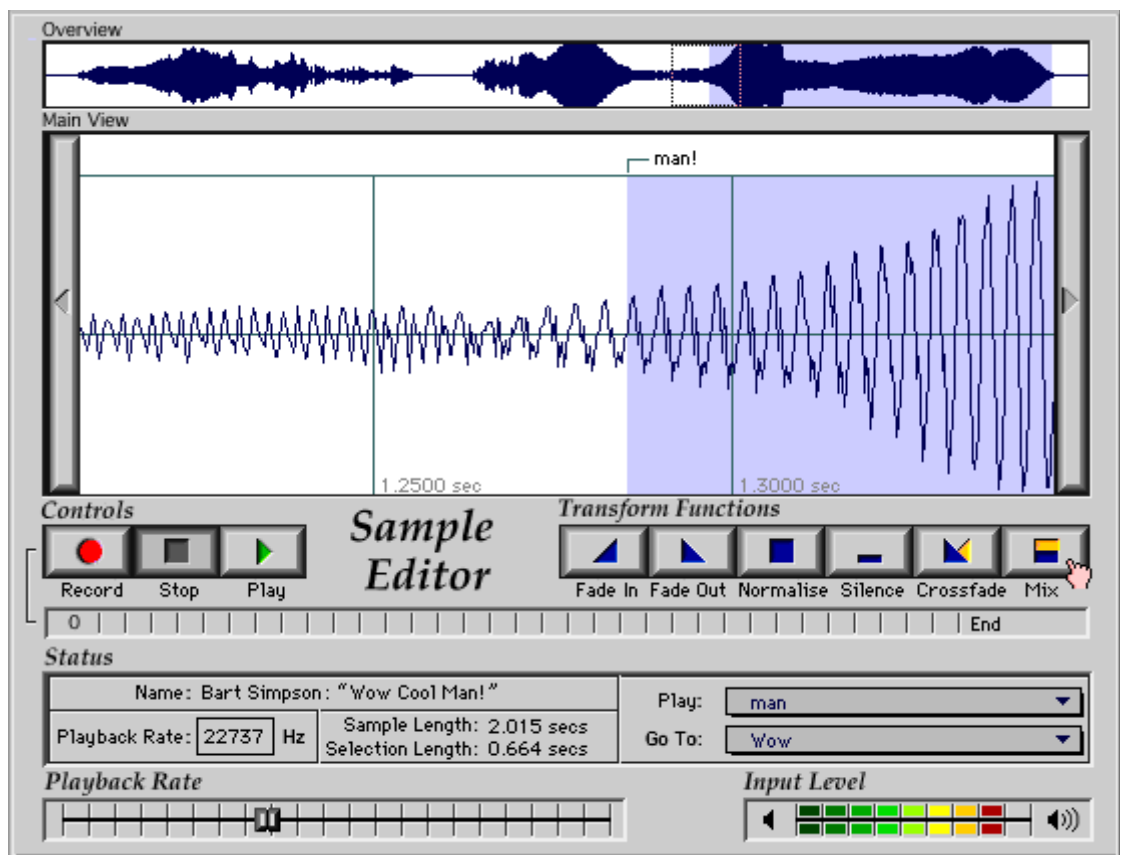 Overview
Main View
man!
1.2500 sec
1.3000 sec
Controls
Sample
Editor
Transform Functions
Record
Stop
Play
Fade In
Fade Out
Normalise
Silence
Crossfade
Mix
0
End
Status
Name: Bart Simpson: "Wow Cool Man!"
Playback Rate: 22737 Hz
Sample Length: 2.015 secs
Selection Length: 0.664 secs
Play: man
Go To: Wow
Playback Rate
Input Level